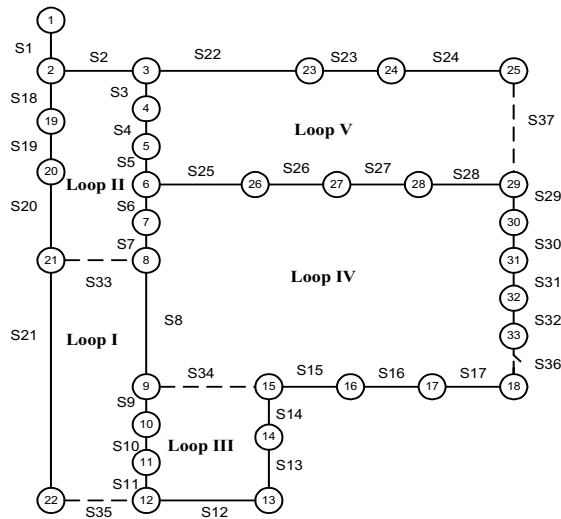 1
S1
S2
S22
S23
S24
2
3
23
24
25
S18
S3
4
19
S37
S4
Loop V
S19
5
20
S5
Loop II
S25
S26
S27
S28
6
26
27
28
29
S20
S6
S29
7
30
S7
S30
21
8
31
S33
Loop IV
S31
32
S21
Loop I
S8
S32
33
S34
S15
S16
S17
S36
9
15
16
17
18
S9
S14
10
14
S10
Loop III
11
S13
S11
22
12
13
S35
S12